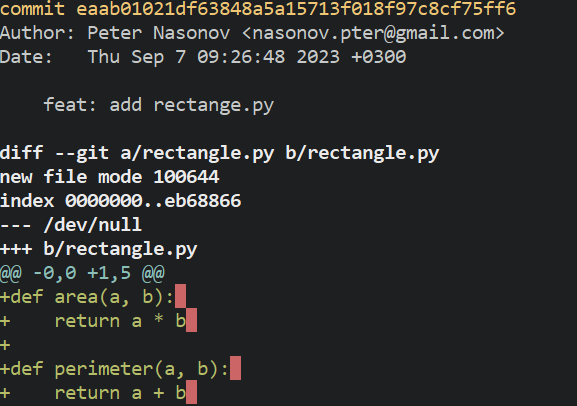 commit eaab01021df63848a5a15713f018f97c8cf75ff6
Author: Peter Nasonov <nasonov.pter@gmail.com>
Date:   Thu Sep 7 09:26:48 2023 +0300

    feat: add rectange.py

diff --git a/rectangle.py b/rectangle.py
new file mode 100644
index 0000000..eb68866
--- /dev/null
+++ b/rectangle.py
@@ -0,0 +1,5 @@
+def area(a, b):
+    return a * b
+
+def perimeter(a, b):
+    return a + b